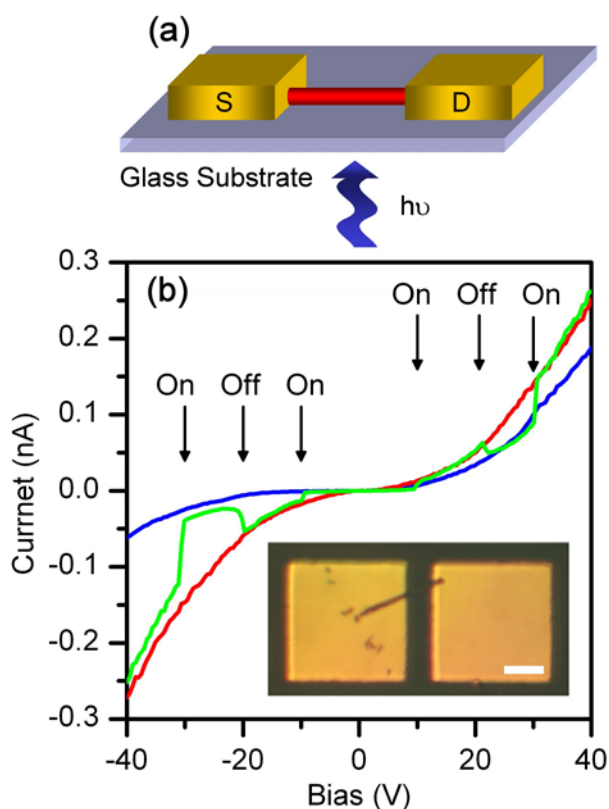 (a)
S D
Glass Substrate
hυ
(b)
On Off On
On Off On
0.3
0.2
0.1
0.0
-0.1
-0.2
-0.3
Currnet (nA)
-40 -20 0 20 40
Bias (V)